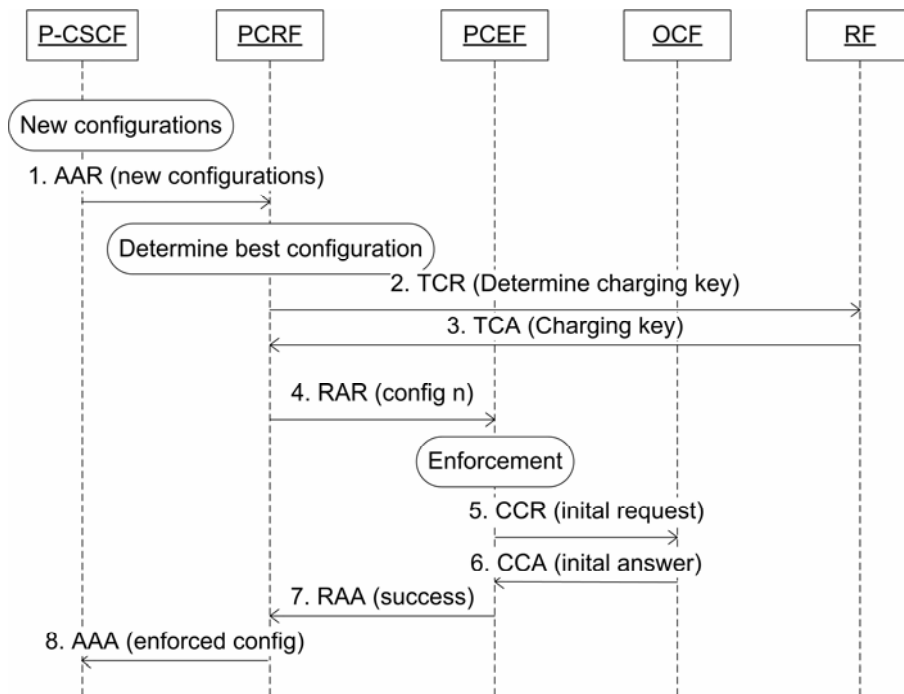 P-CSCF
PCRF
PCEF
OCF
RF
New configurations
1. AAR (new configurations)
Determine best configuration
2. TCR (Determine charging key)
3. TCA (Charging key)
4. RAR (config n)
Enforcement
5. CCR (inital request)
6. CCA (inital answer)
7. RAA (success)
8. AAA (enforced config)